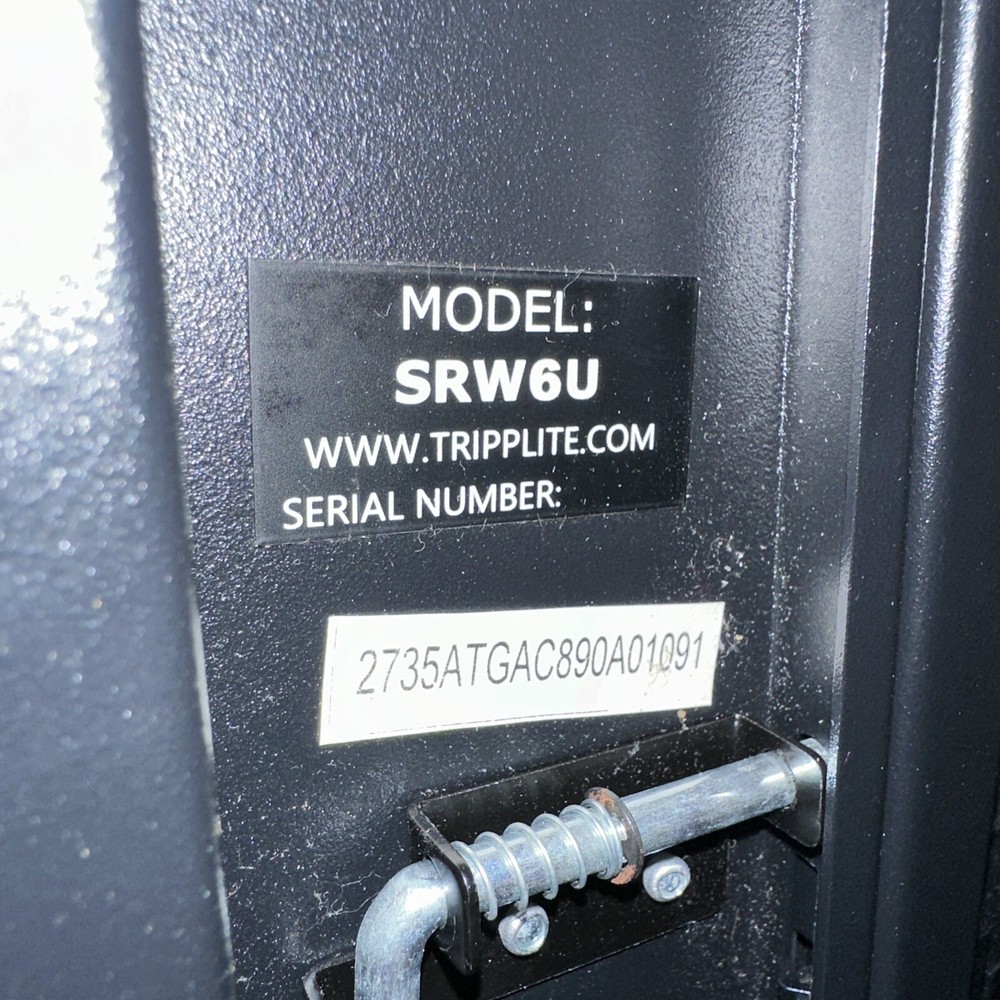 MODEL:
SRW6U
WWW.TRIPPLITE.COM
SERIAL NUMBER:
2735ATGAC890A01091